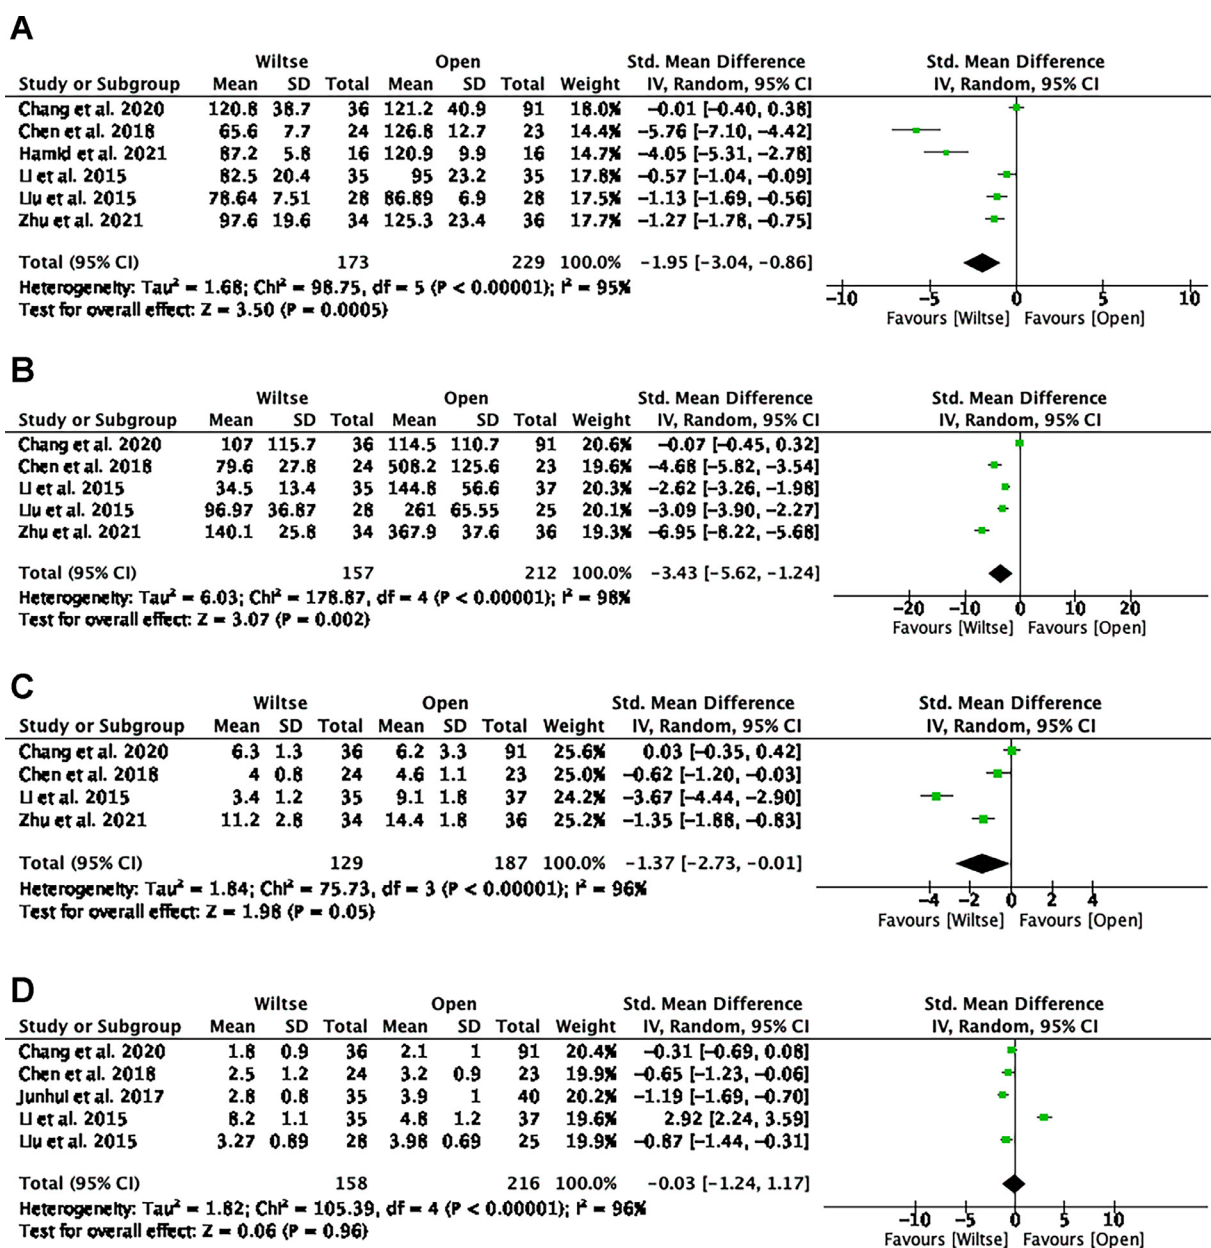 A
Wiltse Open Std. Mean Difference Std. Mean Difference
Study or Subgroup Mean SD Total Mean SD Total Weight IV, Random, 95% CI IV, Random, 95% CI
Chang et al. 2020 120.8 38.7 36 121.2 40.9 91 18.0% −0.01 [−0.40, 0.38]
Chen et al. 2018 65.6 7.7 24 126.8 12.7 23 14.4% −5.76 [−7.10, −4.42]
Hamid et al. 2021 87.2 5.8 16 120.9 9.9 16 14.7% −4.05 [−5.31, −2.78]
Li et al. 2015 82.5 20.4 35 95 23.2 35 17.8% −0.57 [−1.04, −0.09]
Liu et al. 2015 78.64 7.51 28 86.89 6.9 28 17.5% −1.13 [−1.69, −0.56]
Zhu et al. 2021 97.6 19.6 34 125.3 23.4 36 17.7% −1.27 [−1.78, −0.75]
Total (95% CI) 173 229 100.0% −1.95 [−3.04, −0.86]
Heterogeneity: Tau² = 1.68; Chi² = 98.75, df = 5 (P < 0.00001); I² = 95%
Test for overall effect: Z = 3.50 (P = 0.0005)
−10 −5 0 5 10
Favours [Wiltse] Favours [Open]
B
Wiltse Open Std. Mean Difference Std. Mean Difference
Study or Subgroup Mean SD Total Mean SD Total Weight IV, Random, 95% CI IV, Random, 95% CI
Chang et al. 2020 107 115.7 36 114.5 110.7 91 20.6% −0.07 [−0.45, 0.32]
Chen et al. 2018 79.6 27.8 24 508.2 125.6 23 19.6% −4.68 [−5.82, −3.54]
Li et al. 2015 34.5 13.4 35 144.8 56.6 37 20.3% −2.62 [−3.26, −1.98]
Liu et al. 2015 96.97 36.87 28 261 65.55 25 20.1% −3.09 [−3.90, −2.27]
Zhu et al. 2021 140.1 25.8 34 367.9 37.6 36 19.3% −6.95 [−8.22, −5.68]
Total (95% CI) 157 212 100.0% −3.43 [−5.62, −1.24]
Heterogeneity: Tau² = 6.03; Chi² = 178.87, df = 4 (P < 0.00001); I² = 98%
Test for overall effect: Z = 3.07 (P = 0.002)
−20 −10 0 10 20
Favours [Wiltse] Favours [Open]
C
Wiltse Open Std. Mean Difference Std. Mean Difference
Study or Subgroup Mean SD Total Mean SD Total Weight IV, Random, 95% CI IV, Random, 95% CI
Chang et al. 2020 6.3 1.3 36 6.2 3.3 91 25.6% 0.03 [−0.35, 0.42]
Chen et al. 2018 4 0.8 24 4.6 1.1 23 25.0% −0.62 [−1.20, −0.03]
Li et al. 2015 3.4 1.2 35 9.1 1.8 37 24.2% −3.67 [−4.44, −2.90]
Zhu et al. 2021 11.2 2.8 34 14.4 1.8 36 25.2% −1.35 [−1.88, −0.83]
Total (95% CI) 129 187 100.0% −1.37 [−2.73, −0.01]
Heterogeneity: Tau² = 1.84; Chi² = 75.73, df = 3 (P < 0.00001); I² = 96%
Test for overall effect: Z = 1.98 (P = 0.05)
−4 −2 0 2 4
Favours [Wiltse] Favours [Open]
D
Wiltse Open Std. Mean Difference Std. Mean Difference
Study or Subgroup Mean SD Total Mean SD Total Weight IV, Random, 95% CI IV, Random, 95% CI
Chang et al. 2020 1.8 0.9 36 2.1 1 91 20.4% −0.31 [−0.69, 0.08]
Chen et al. 2018 2.5 1.2 24 3.2 0.9 23 19.9% −0.65 [−1.23, −0.06]
Junhui et al. 2017 2.8 0.8 35 3.9 1 40 20.2% −1.19 [−1.69, −0.70]
Li et al. 2015 8.2 1.1 35 4.8 1.2 37 19.6% 2.92 [2.24, 3.59]
Liu et al. 2015 3.27 0.89 28 3.98 0.69 25 19.9% −0.87 [−1.44, −0.31]
Total (95% CI) 158 216 100.0% −0.03 [−1.24, 1.17]
Heterogeneity: Tau² = 1.82; Chi² = 105.39, df = 4 (P < 0.00001); I² = 96%
Test for overall effect: Z = 0.06 (P = 0.96)
−10 −5 0 5 10
Favours [Wiltse] Favours [Open]